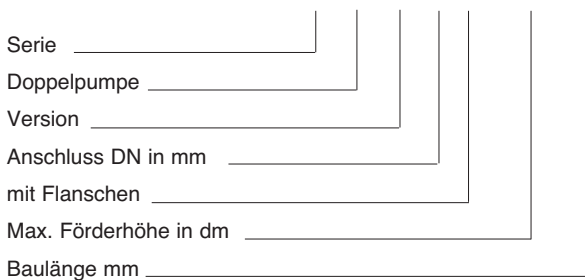 Serie
Doppelpumpe
Version
Anschluss DN in mm
mit Flanschen
Max. Förderhöhe in dm
Baulänge mm